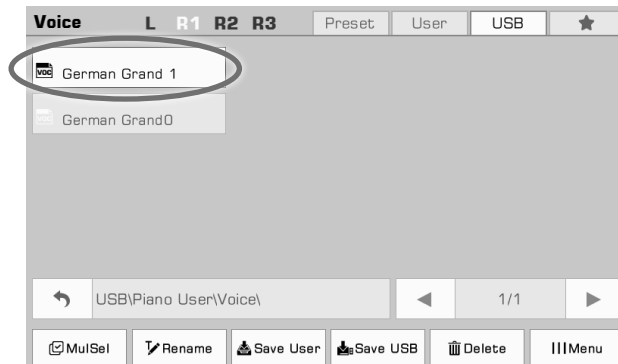 Voice L R1 R2 R3 Preset User USB
VOC German Grand 1
VOC German Grand0
USB\Piano User\Voice\ 1/1
MulSel Rename Save User Save USB Delete Menu